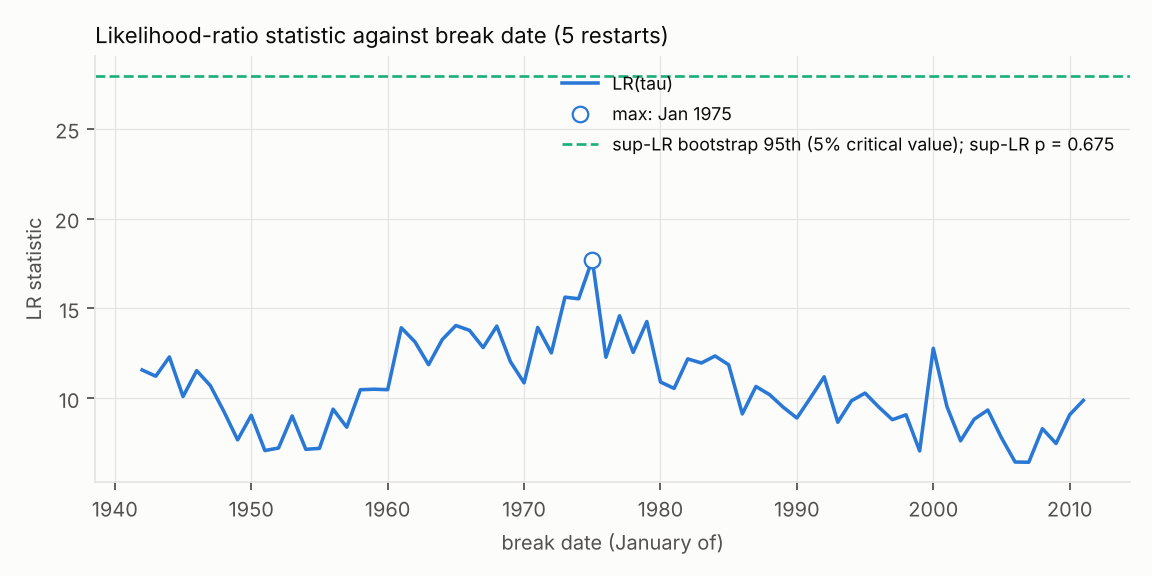 Likelihood-ratio statistic against break date (5 restarts)
LR(tau)
max: Jan 1975
sup-LR bootstrap 95th (5% critical value); sup-LR p = 0.675
LR statistic
25
20
15
10
1940 1950 1960 1970 1980 1990 2000 2010
break date (January of)